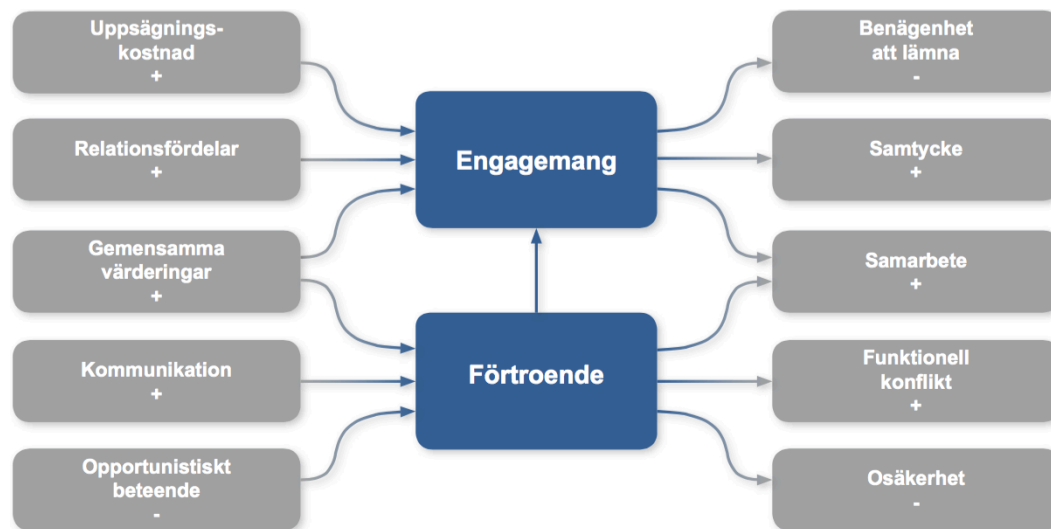 Uppsägnings-
kostnad
+
Relationsfördelar
+
Gemensamma
värderingar
+
Kommunikation
+
Opportunistiskt
beteende
-
Engagemang
Förtroende
Benägenhet
att lämna
-
Samtycke
+
Samarbete
+
Funktionell
konflikt
+
Osäkerhet
-